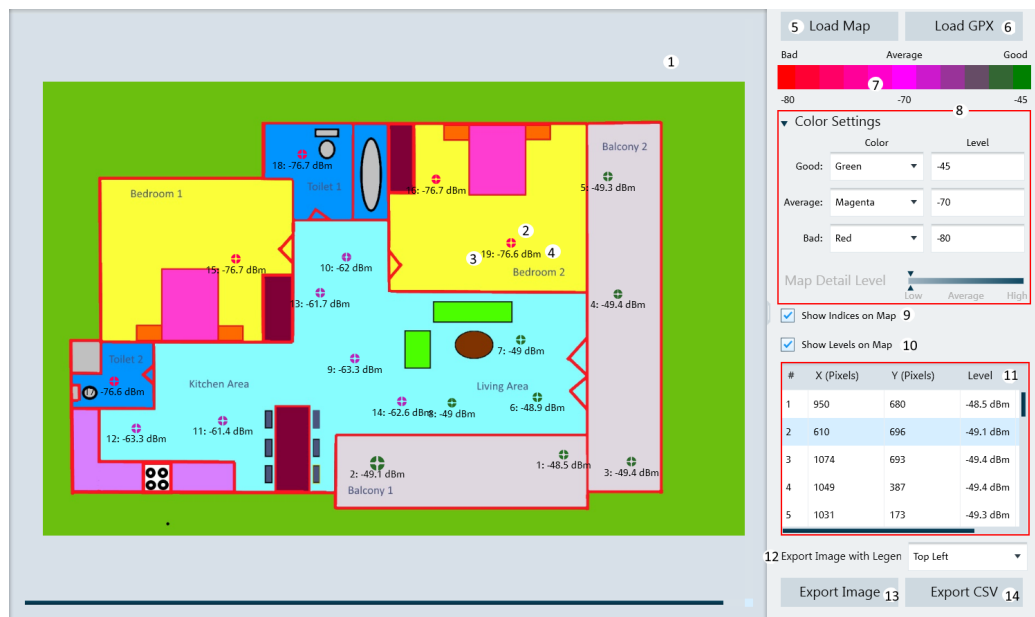 1
Balcony 2
18: -76.7 dBm
Toilet 1
16: -76.7 dBm
5: -49.3 dBm
Bedroom 1
2
19: -76.6 dBm
3
4
Bedroom 2
15: -76.7 dBm
10: -62 dBm
13: -61.7 dBm
4: -49.4 dBm
7: -49 dBm
Toilet 2
9: -63.3 dBm
Kitchen Area
Living Area
17: -76.6 dBm
14: -62.6 dBm
8: -49 dBm
6: -48.9 dBm
12: -63.3 dBm
11: -61.4 dBm
2: -49.1 dBm
1: -48.5 dBm
3: -49.4 dBm
Balcony 1
5 Load Map
Load GPX 6
Bad Average Good
7
-80 -70 -45
8
Color Settings
Color Level
Good: Green -45
Average: Magenta -70
Bad: Red -80
Map Detail Level
Low Average High
Show Indices on Map 9
Show Levels on Map 10
# X (Pixels) Y (Pixels) Level 11
1 950 680 -48.5 dBm
2 610 696 -49.1 dBm
3 1074 693 -49.4 dBm
4 1049 387 -49.4 dBm
5 1031 173 -49.3 dBm
12 Export Image with Legen Top Left
Export Image 13
Export CSV 14